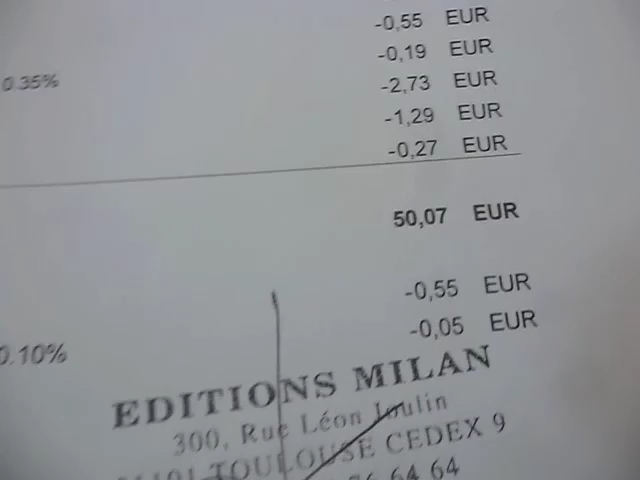 -0,55 EUR
-0,19 EUR
0.35% -2,73 EUR
-1,29 EUR
-0,27 EUR
50,07 EUR
-0,55 EUR
0.10% -0,05 EUR
EDITIONS MILAN
300, Rue Léon Joulin
TOULOUSE CEDEX 9
64 64